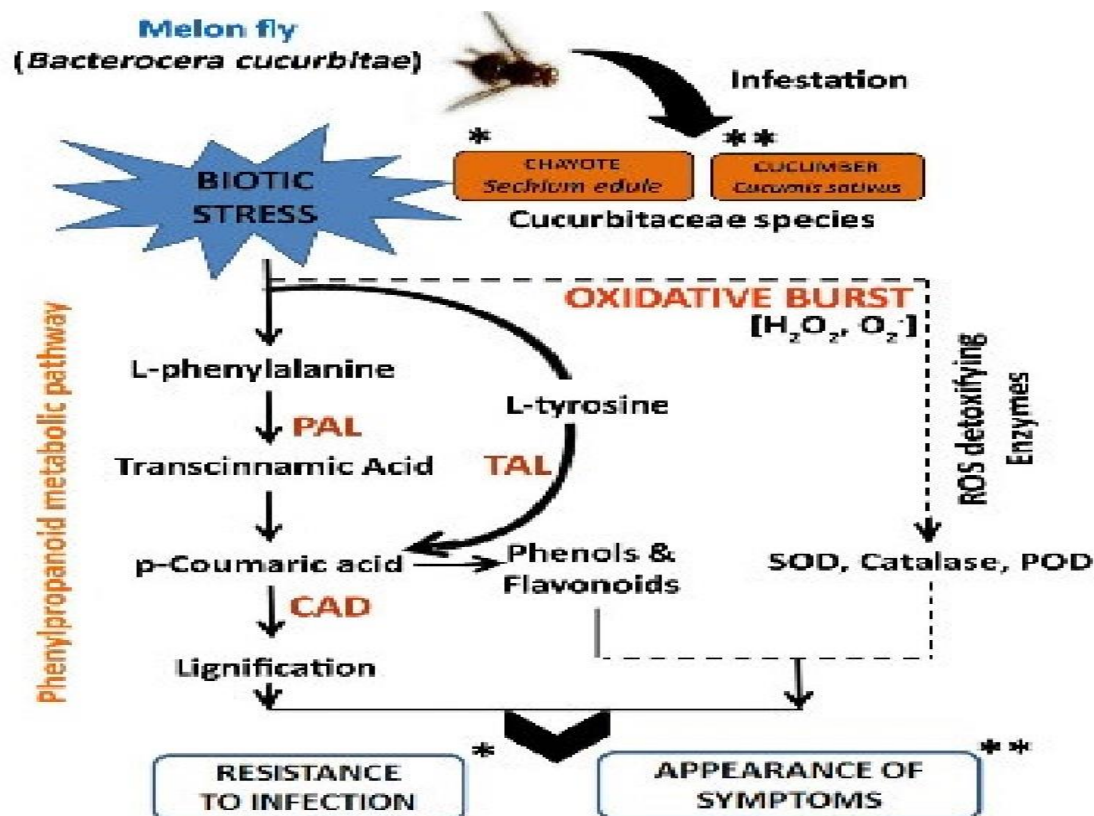 Melon fly
(Bacterocera cucurbitae)
Infestation
*
**
CHAYOTE
Sechium edule
CUCUMBER
Cucumis sativus
Cucurbitaceae species
BIOTIC
STRESS
OXIDATIVE BURST
[H₂O₂, O₂⁻]
Phenylpropanoid metabolic pathway
L-phenylalanine
L-tyrosine
PAL
Transcinnamic Acid
TAL
ROS detoxifying
Enzymes
p-Coumaric acid
Phenols &
Flavonoids
SOD, Catalase, POD
CAD
Lignification
*
**
RESISTANCE
TO INFECTION
APPEARANCE OF
SYMPTOMS